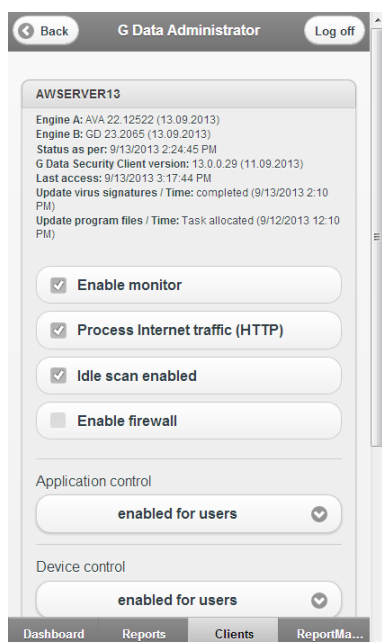 Back
G Data Administrator
Log off
AWSERVER13
Engine A: AVA 22.12522 (13.09.2013)
Engine B: GD 23.2065 (13.09.2013)
Status as per: 9/13/2013 2:24:45 PM
G Data Security Client version: 13.0.0.29 (11.09.2013)
Last access: 9/13/2013 3:17:44 PM
Update virus signatures / Time: completed (9/13/2013 2:10
PM)
Update program files / Time: Task allocated (9/12/2013 12:10
PM)
Enable monitor
Process Internet traffic (HTTP)
Idle scan enabled
Enable firewall
Application control
enabled for users
Device control
enabled for users
Dashboard
Reports
Clients
ReportMa...